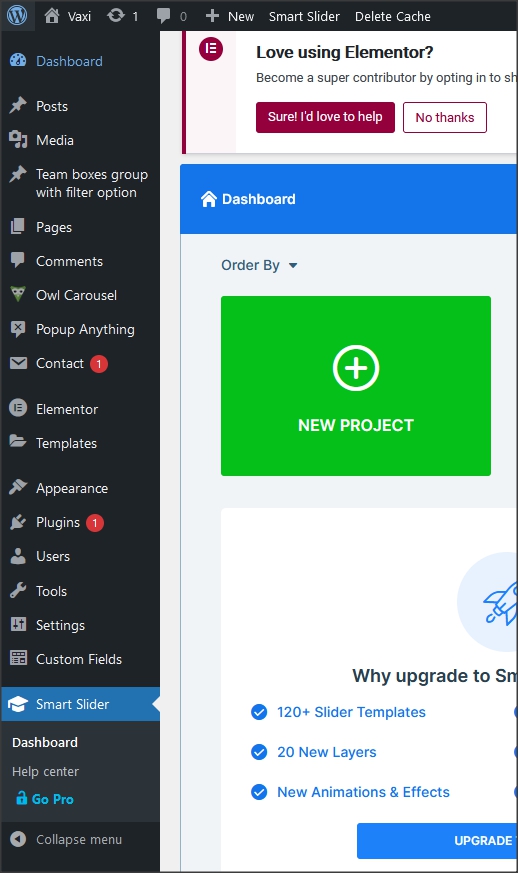 Vaxi
1
0
New
Smart Slider
Delete Cache
Dashboard
Posts
Media
Team boxes group
with filter option
Pages
Comments
Owl Carousel
Popup Anything
Contact 1
Elementor
Templates
Appearance
Plugins 1
Users
Tools
Settings
Custom Fields
Smart Slider
Dashboard
Help center
Go Pro
Collapse menu
Love using Elementor?
Become a super contributor by opting in to sh
Sure! I'd love to help
No thanks
Dashboard
Order By
NEW PROJECT
Why upgrade to Sm
120+ Slider Templates
20 New Layers
New Animations & Effects
UPGRADE